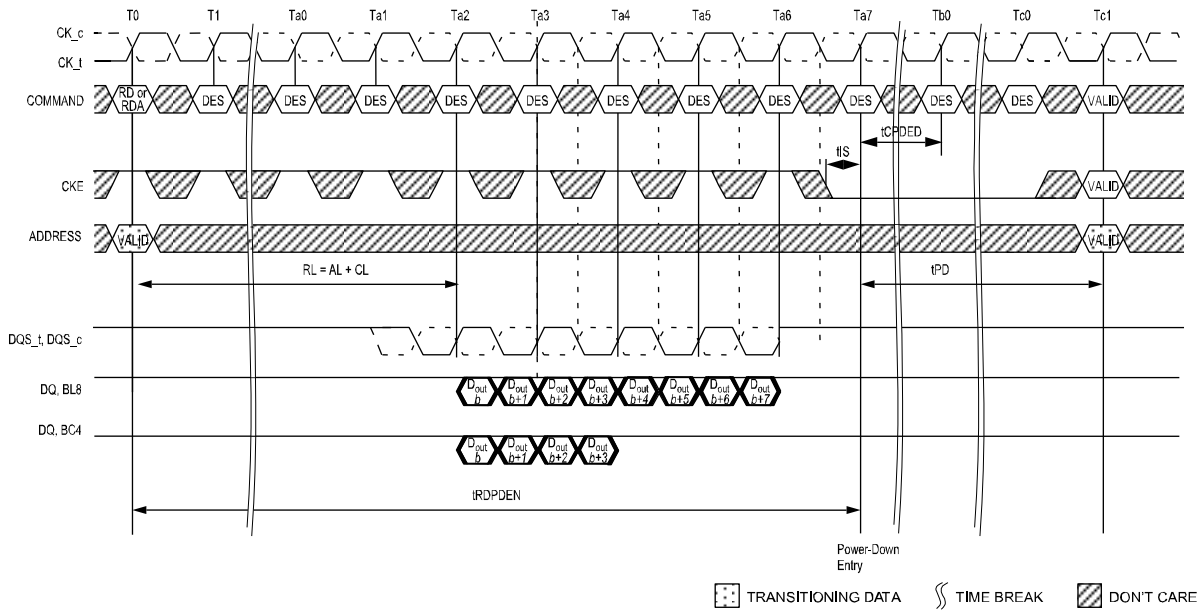 T0 T1 Ta0 Ta1 Ta2 Ta3 Ta4 Ta5 Ta6 Ta7 Tb0 Tc0 Tc1
CK_c
CK_t
COMMAND RD or RDA DES DES DES DES DES DES DES DES DES DES DES VALID
tCPDED
tIS
CKE VALID
ADDRESS VALID VALID
RL = AL + CL tPD
DQS_t, DQS_c
DQ, BL8 Dout b Dout b+1 Dout b+2 Dout b+3 Dout b+4 Dout b+5 Dout b+6 Dout b+7
DQ, BC4 Dout b Dout b+1 Dout b+2 Dout b+3
tRDPDEN
Power-Down
Entry
TRANSITIONING DATA TIME BREAK DON'T CARE